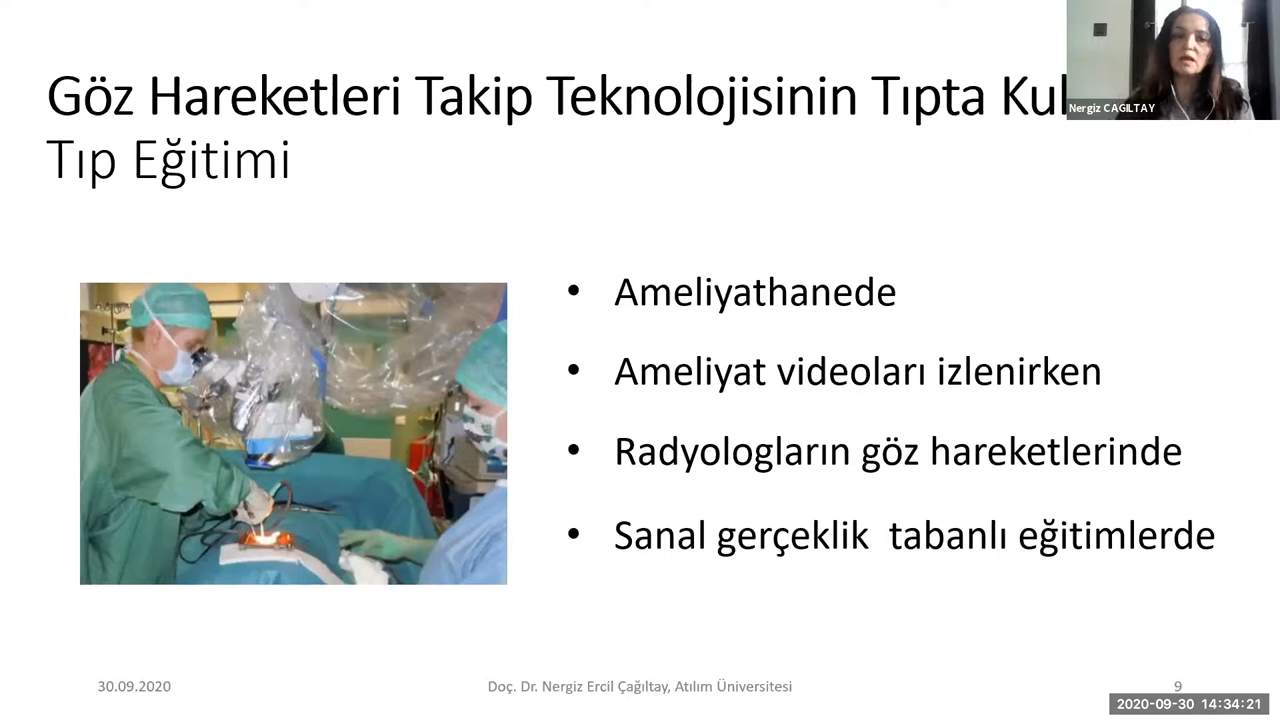 Göz Hareketleri Takip Teknolojisinin Tıpta
Nergiz CAGILTAY
Tıp Eğitimi
• Ameliyathanede
• Ameliyat videoları izlenirken
• Radyologların göz hareketlerinde
• Sanal gerçeklik tabanlı eğitimlerde
30.09.2020
Doç. Dr. Nergiz Ercil Çağıltay, Atılım Üniversitesi
9
2020-09-30 14:34:21